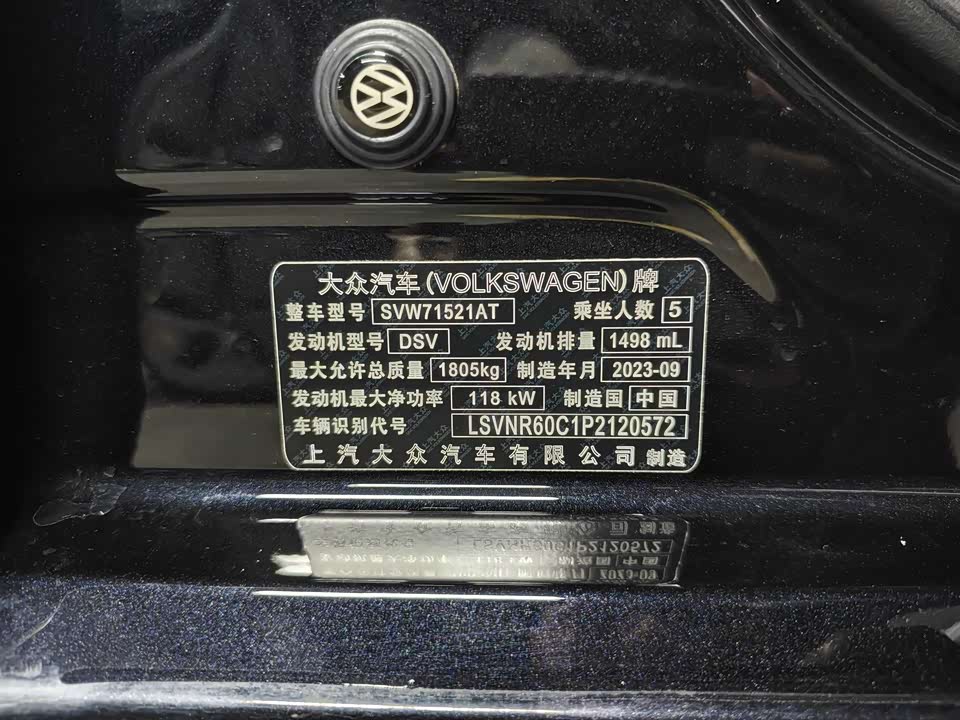 大众汽车(VOLKSWAGEN)牌
整车型号 SVW71521AT 乘坐人数 5
发动机型号 DSV 发动机排量 1498 mL
最大允许总质量 1805kg 制造年月 2023-09
发动机最大净功率 118 kW 制造国 中国
车辆识别代号 LSVNR60C1P2120572
上汽大众汽车有限公司 制造